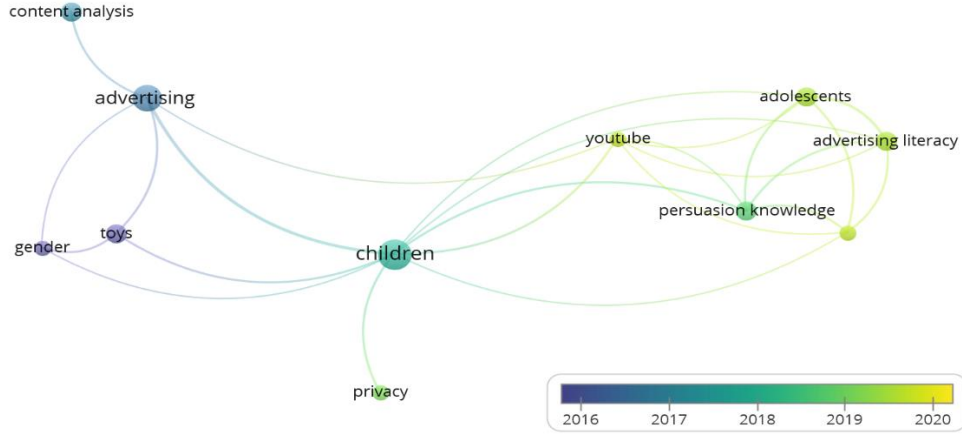 content analysis
advertising
adolescents
youtube
advertising literacy
persuasion knowledge
toys
gender
children
privacy
2016 2017 2018 2019 2020